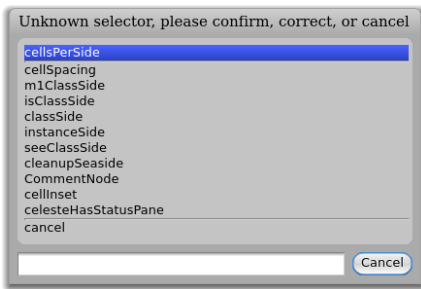 Unknown selector, please confirm, correct, or cancel
cellsPerSide
cellSpacing
m1ClassSide
isClassSide
classSide
instanceSide
seeClassSide
cleanupSeaside
CommentNode
cellInset
celesteHasStatusPane
cancel
Cancel